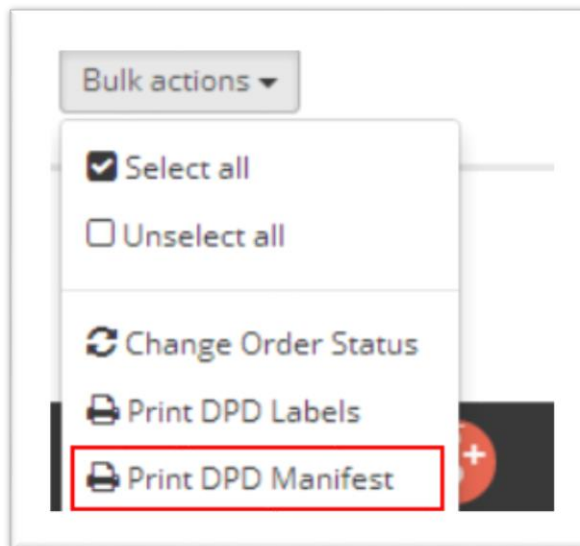 Bulk actions
Select all
Unselect all
Change Order Status
Print DPD Labels
Print DPD Manifest